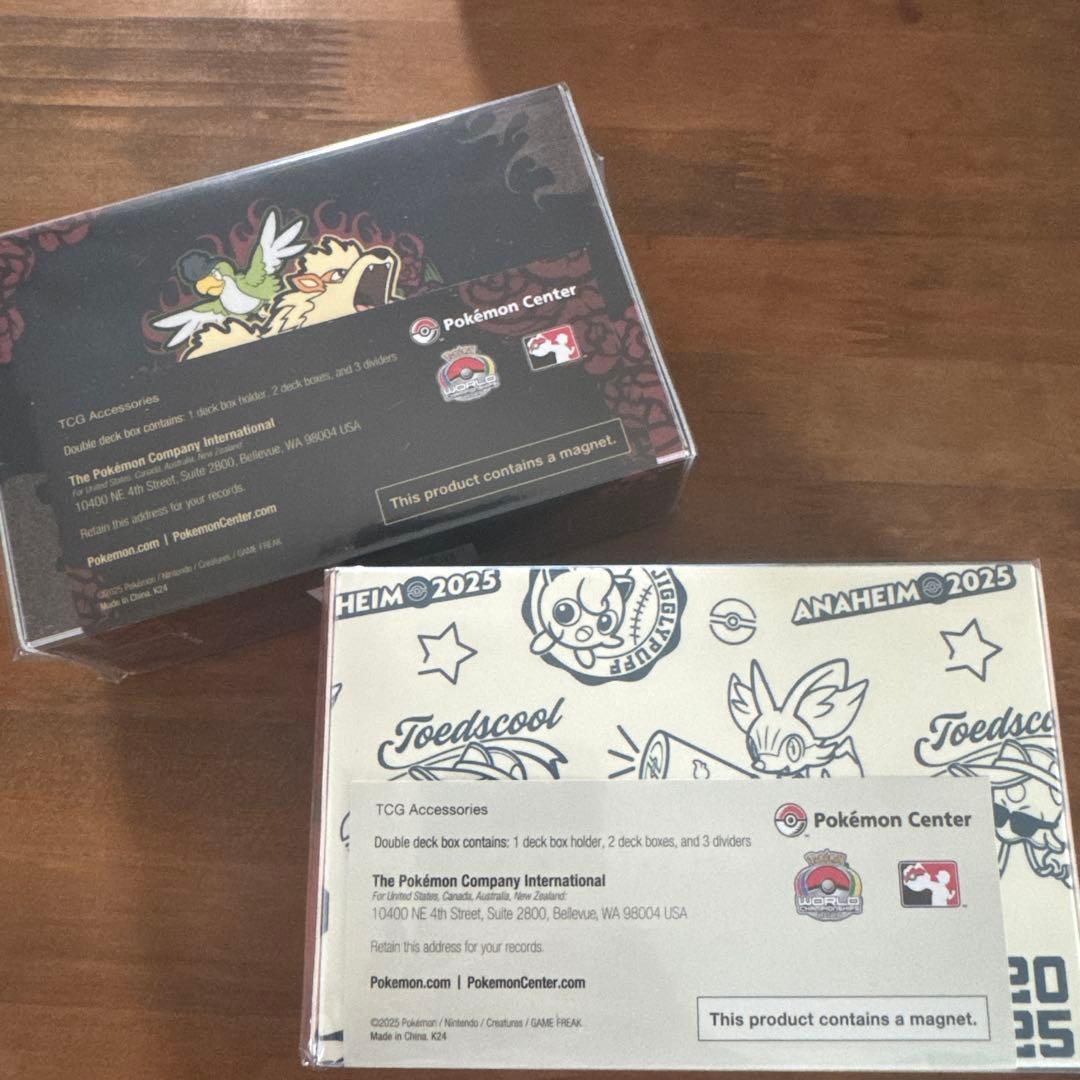 Pokémon Center
WORLD
TCG Accessories
Double deck box contains: 1 deck box holder, 2 deck boxes, and 3 dividers
The Pokémon Company International
For United States, Canada, Australia, New Zealand:
10400 NE 4th Street, Suite 2800, Bellevue, WA 98004 USA
Retain this address for your records.
Pokemon.com | PokemonCenter.com
This product contains a magnet.
©2025 Pokémon / Nintendo / Creatures / GAME FREAK
Made in China. K24
HEIM 2025
JIGGLYPUFF
ANAHEIM 2025
Toedscool
Toedsco
TCG Accessories
Pokémon Center
Double deck box contains: 1 deck box holder, 2 deck boxes, and 3 dividers
The Pokémon Company International
For United States, Canada, Australia, New Zealand:
10400 NE 4th Street, Suite 2800, Bellevue, WA 98004 USA
Pokémon
WORLD
CHAMPIONSHIPS
Retain this address for your records.
Pokemon.com | PokemonCenter.com
©2025 Pokémon / Nintendo / Creatures / GAME FREAK
Made in China. K24
This product contains a magnet.
20
25